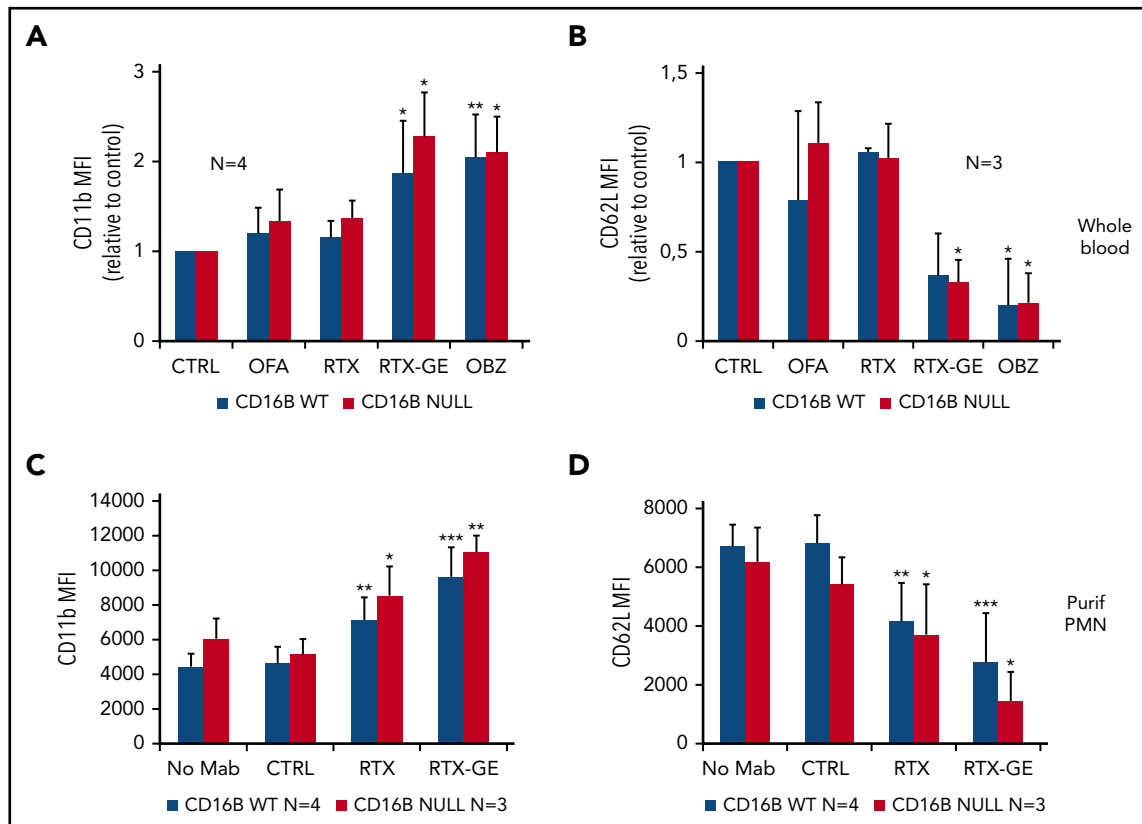 A
CD11b MFI
(relative to control)
3
2
1
0
N=4
*
*
**
*
CTRL OFA RTX RTX-GE OBZ
CD16B WT CD16B NULL
B
CD62L MFI
(relative to control)
1,5
1
0,5
0
N=3
*
*
*
CTRL OFA RTX RTX-GE OBZ
CD16B WT CD16B NULL
Whole
blood
C
CD11b MFI
14000
12000
10000
8000
6000
4000
2000
0
**
*
***
**
No Mab CTRL RTX RTX-GE
CD16B WT N=4 CD16B NULL N=3
D
CD62L MFI
8000
6000
4000
2000
0
**
*
***
*
No Mab CTRL RTX RTX-GE
CD16B WT N=4 CD16B NULL N=3
Purif
PMN